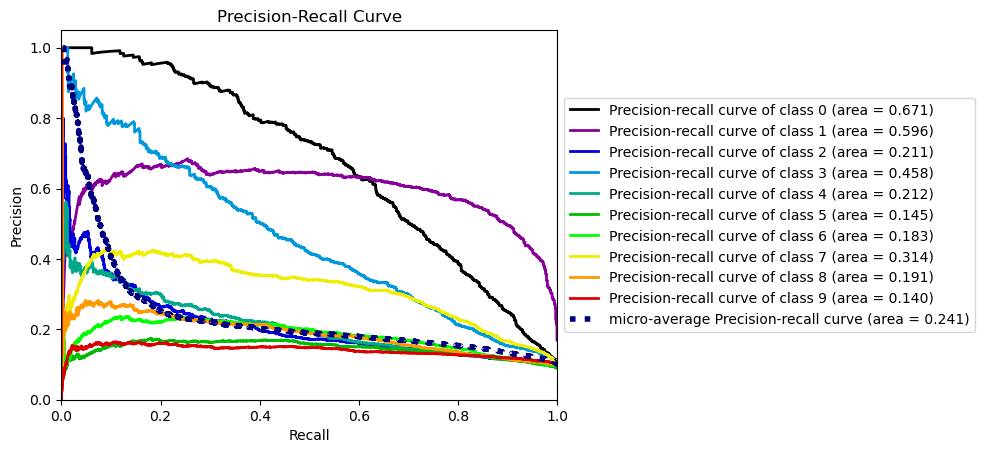 Precision-Recall Curve
1.0
0.8
0.6
0.4
0.2
0.0
Precision
0.0 0.2 0.4 0.6 0.8 1.0
Recall
Precision-recall curve of class 0 (area = 0.671)
Precision-recall curve of class 1 (area = 0.596)
Precision-recall curve of class 2 (area = 0.211)
Precision-recall curve of class 3 (area = 0.458)
Precision-recall curve of class 4 (area = 0.212)
Precision-recall curve of class 5 (area = 0.145)
Precision-recall curve of class 6 (area = 0.183)
Precision-recall curve of class 7 (area = 0.314)
Precision-recall curve of class 8 (area = 0.191)
Precision-recall curve of class 9 (area = 0.140)
micro-average Precision-recall curve (area = 0.241)